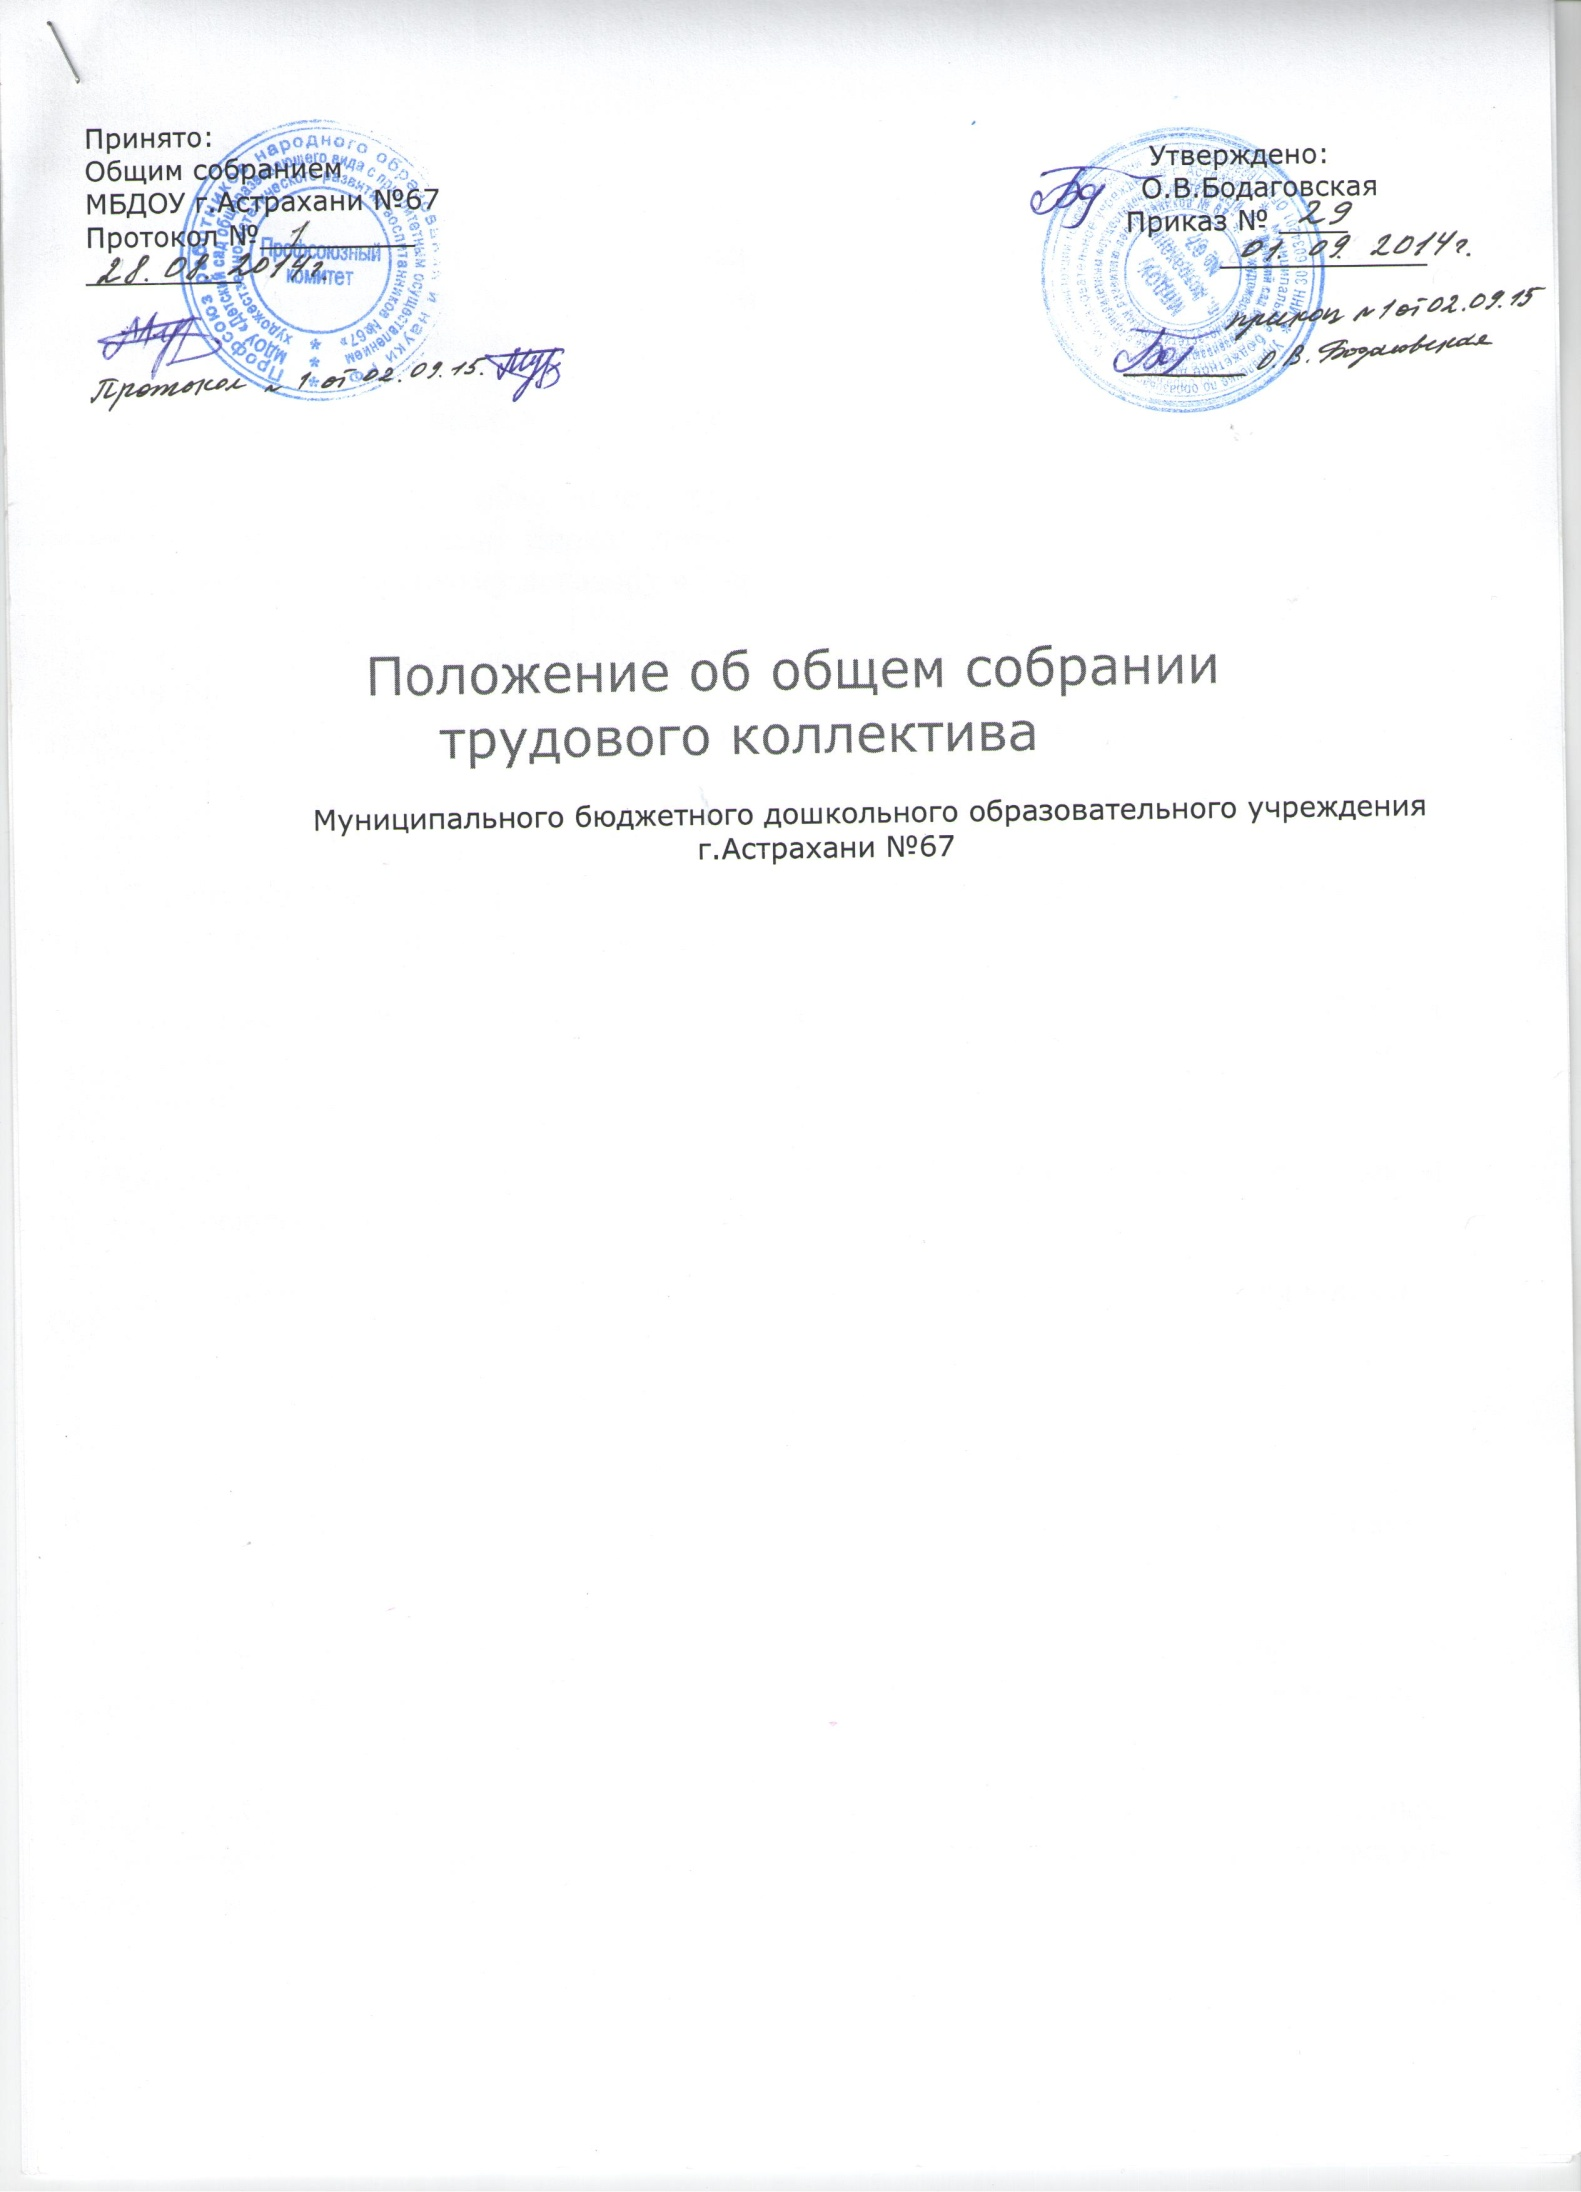 Принято:
Общим собранием
МБДОУ г.Астрахани №67
Протокол № 1
28. 08. 2014г.
Протокол № 1 от 02.09.15.
Профсоюзный
комитет
Утверждено:
О.В.Бодаговская
Приказ № 29
01. 09. 2014г.
приказ №1 от 02.09.15
О.В. Бодаговская
Положение об общем собрании
трудового коллектива
Муниципального бюджетного дошкольного образовательного учреждения
г.Астрахани №67